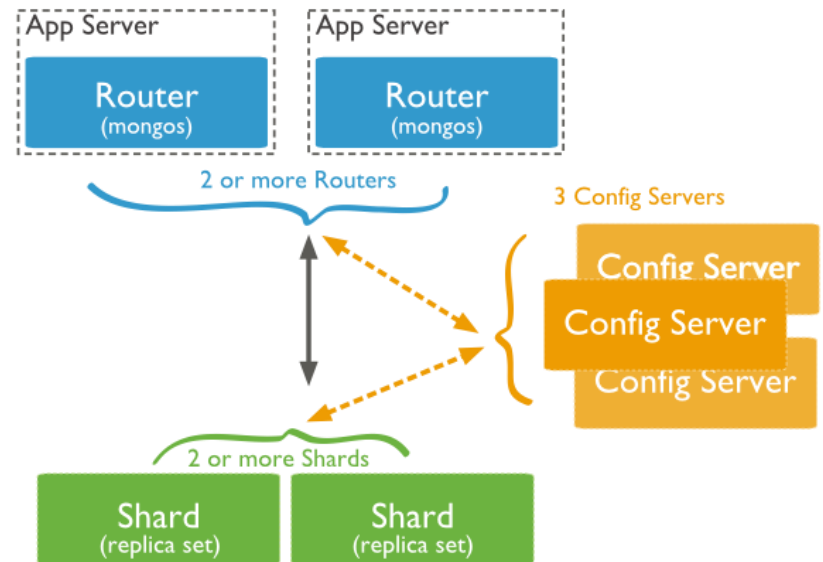 App Server
App Server
Router
(mongos)
Router
(mongos)
2 or more Routers
3 Config Servers
Config Server
Config Server
Config Server
2 or more Shards
Shard
(replica set)
Shard
(replica set)